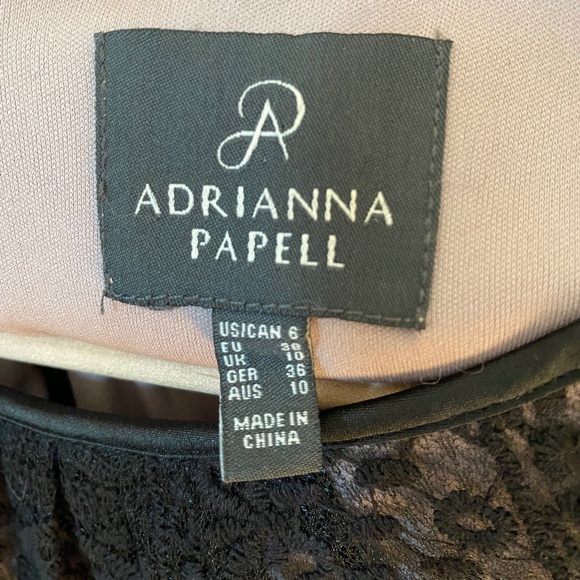 AP
ADRIANNA
PAPELL
US/CAN 6
EU 38
UK 10
GER 36
AUS 10
MADE IN
CHINA